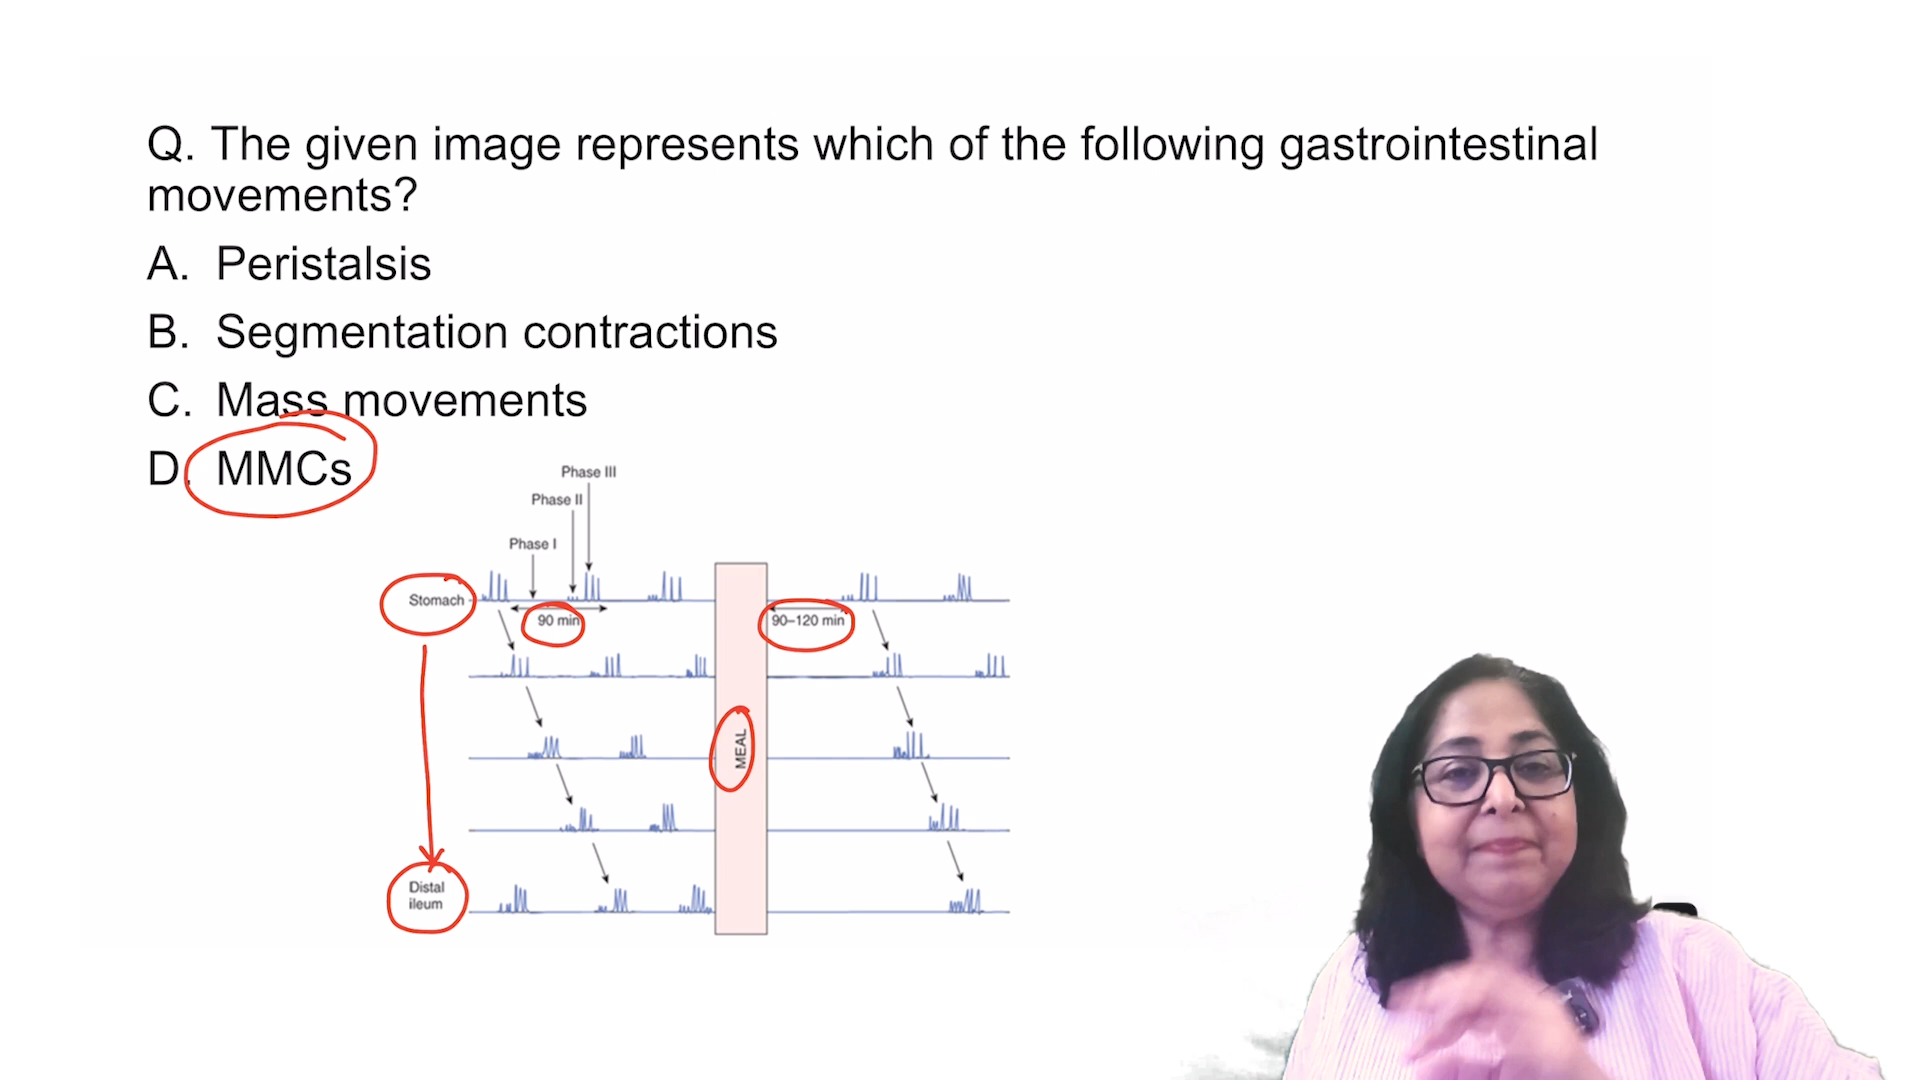 Q. The given image represents which of the following gastrointestinal
movements?
A. Peristalsis
B. Segmentation contractions
C. Mass movements
D. MMCs
Phase III
Phase II
Phase I
Stomach
90 min
90–120 min
MEAL
Distal
ileum